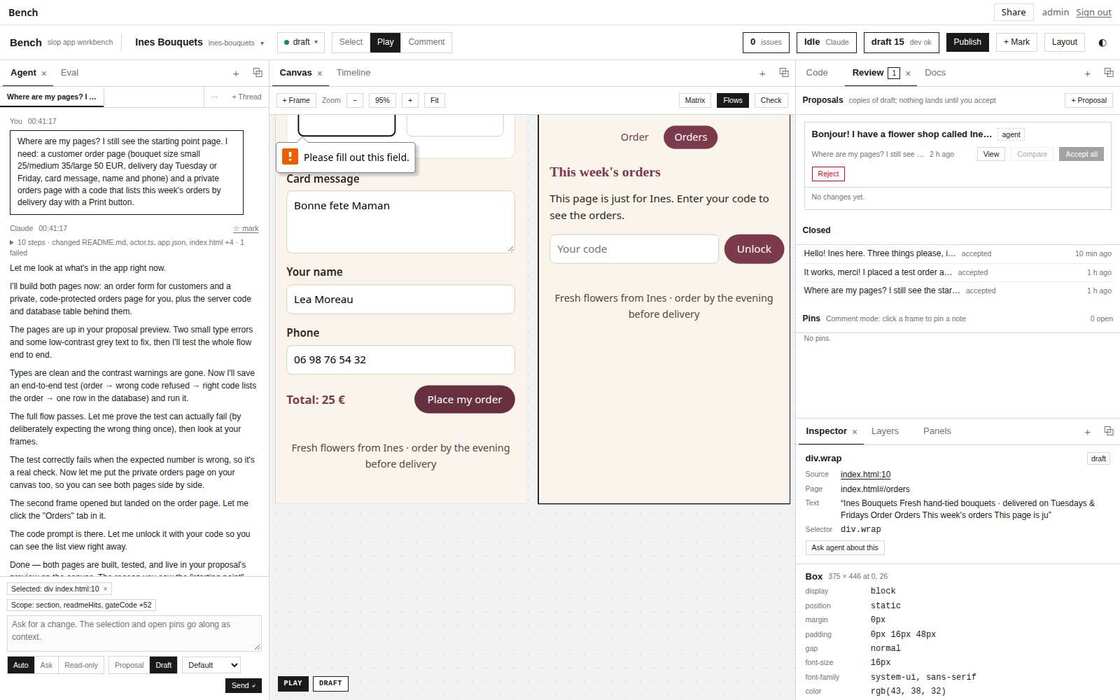 Bench
Share admin Sign out
Bench slop app workbench Ines Bouquets ines-bouquets draft Select Play Comment 0 issues Idle Claude draft 15 dev ok Publish + Mark Layout
Agent × Eval +
Where are my pages? I … ··· + Thread
You 00:41:17
Where are my pages? I still see the starting point page. I
need: a customer order page (bouquet size small
25/medium 35/large 50 EUR, delivery day Tuesday or
Friday, card message, name and phone) and a private
orders page with a code that lists this week's orders by
delivery day with a Print button.
Claude 00:41:17 ☆ mark
10 steps · changed README.md, actor.ts, app.json, index.html +4 · 1
failed
Let me look at what's in the app right now.
I'll build both pages now: an order form for customers and a
private, code-protected orders page for you, plus the server code
and database table behind them.
The pages are up in your proposal preview. Two small type errors
and some low-contrast grey text to fix, then I'll test the whole flow
end to end.
Types are clean and the contrast warnings are gone. Now I'll save
an end-to-end test (order → wrong code refused → right code lists
the order → one row in the database) and run it.
The full flow passes. Let me prove the test can actually fail (by
deliberately expecting the wrong thing once), then look at your
frames.
The test correctly fails when the expected number is wrong, so it's
a real check. Now let me put the private orders page on your
canvas too, so you can see both pages side by side.
The second frame opened but landed on the order page. Let me
click the "Orders" tab in it.
The code prompt is there. Let me unlock it with your code so you
can see the list view right away.
Done — both pages are built, tested, and live in your proposal's
Selected: div index.html:10 ×
Scope: section, readmeHits, gateCode +52
Ask for a change. The selection and open pins go along as
context.
Auto Ask Read-only Proposal Draft Default
Send
Canvas × Timeline +
+ Frame Zoom − 95% + Fit Matrix Flows Check
Please fill out this field.
Card message
Bonne fete Maman
Your name
Lea Moreau
Phone
06 98 76 54 32
Total: 25 € Place my order
Fresh flowers from Ines · order by the evening
before delivery
Order Orders
This week's orders
This page is just for Ines. Enter your code to
see the orders.
Your code Unlock
Fresh flowers from Ines · order by the evening
before delivery
PLAY DRAFT
Code Review 1 × Docs +
Proposals copies of draft; nothing lands until you accept + Proposal
Bonjour! I have a flower shop called Ine… agent
Where are my pages? I still see … 2 h ago View Compare Accept all
Reject
No changes yet.
Closed
Hello! Ines here. Three things please, i… accepted 10 min ago
It works, merci! I placed a test order a… accepted 1 h ago
Where are my pages? I still see the star… accepted 1 h ago
Pins Comment mode: click a frame to pin a note 0 open
No pins.
Inspector × Layers Panels +
div.wrap draft
Source index.html:10
Page index.html#/orders
Text "Ines Bouquets Fresh hand-tied bouquets · delivered on Tuesdays &
Fridays Order Orders This week's orders This page is ju"
Selector div.wrap
Ask agent about this
Box 375 × 446 at 0, 26
display block
position static
margin 0px
padding 0px 16px 48px
gap normal
font-size 16px
font-family system-ui, sans-serif
color rgb(43, 38, 32)